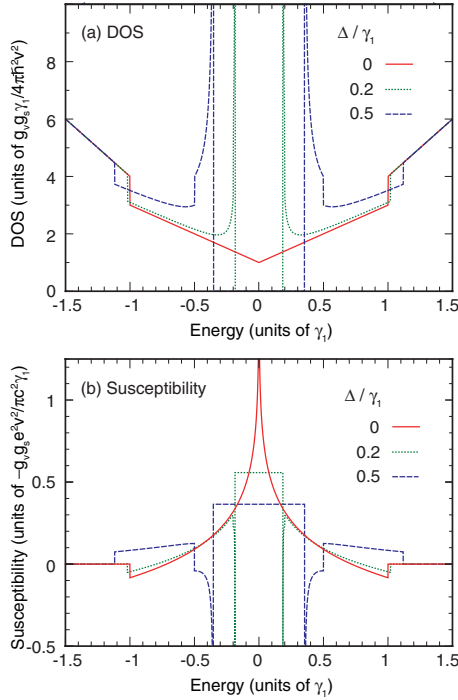 (a) DOS
Δ / γ1
0
0.2
0.5
DOS (units of gvgsγ1/4πħ²v²)
8
6
4
2
0
-1.5 -1 -0.5 0 0.5 1 1.5
Energy (units of γ1)
(b) Susceptibility
Δ / γ1
0
0.2
0.5
Susceptibility (units of −gvgse²v²/πc²γ1)
1
0.5
0
-0.5
-1.5 -1 -0.5 0 0.5 1 1.5
Energy (units of γ1)